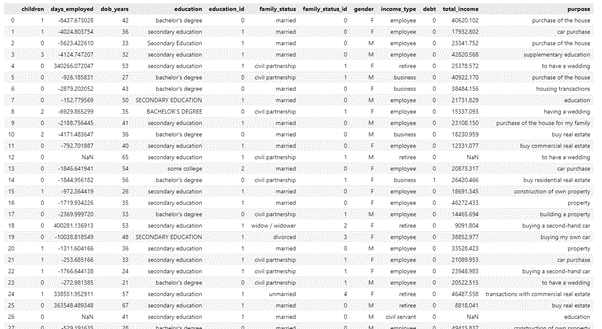 children days_employed dob_years education education_id family_status family_status_id gender income_type debt total_income purpose
0 1 -8437.673028 42 bachelor's degree 0 married 0 F employee 0 40620.102 purchase of the house
1 1 -4024.803754 36 secondary education 1 married 0 F employee 0 17932.802 car purchase
2 0 -5623.422610 33 Secondary Education 1 married 0 M employee 0 23341.752 purchase of the house
3 3 -4124.747207 32 secondary education 1 married 0 M employee 0 42820.568 supplementary education
4 0 340266.072047 53 secondary education 1 civil partnership 1 F retiree 0 25378.572 to have a wedding
5 0 -926.185831 27 bachelor's degree 0 civil partnership 1 M business 0 40922.170 purchase of the house
6 0 -2879.202052 43 bachelor's degree 0 married 0 F business 0 38484.156 housing transactions
7 0 -152.779569 50 SECONDARY EDUCATION 1 married 0 M employee 0 21731.829 education
8 2 -6929.865299 35 BACHELOR'S DEGREE 0 civil partnership 1 F employee 0 15337.093 having a wedding
9 0 -2188.756445 41 secondary education 1 married 0 M employee 0 23108.150 purchase of the house for my family
10 2 -4171.483647 36 bachelor's degree 0 married 0 M business 0 18230.959 buy real estate
11 0 -792.701887 40 secondary education 1 married 0 F employee 0 12331.077 buy commercial real estate
12 0 NaN 65 secondary education 1 civil partnership 1 M retiree 0 NaN to have a wedding
13 0 -1846.641941 54 some college 2 married 0 F employee 0 20873.317 car purchase
14 0 -1844.956182 56 bachelor's degree 0 civil partnership 1 F business 1 26420.466 buy residential real estate
15 1 -972.364419 26 secondary education 1 married 0 F employee 0 18691.345 construction of own property
16 0 -1719.934226 35 secondary education 1 married 0 F employee 0 46272.433 property
17 0 -2369.999720 33 bachelor's degree 0 civil partnership 1 M employee 0 14465.694 building a property
18 0 400281.136913 53 secondary education 1 widow / widower 2 F retiree 0 9091.804 buying a second-hand car
19 0 -10038.818549 48 SECONDARY EDUCATION 1 divorced 3 F employee 0 38852.977 buying my own car
20 1 -1311.604166 36 secondary education 1 married 0 M employee 0 33528.423 property
21 1 -253.685166 33 secondary education 1 civil partnership 1 F employee 0 21089.953 car purchase
22 1 -1766.644138 24 secondary education 1 civil partnership 1 F employee 0 23948.983 buying a second-hand car
23 0 -272.981385 21 bachelor's degree 0 civil partnership 1 M employee 0 20522.515 to have a wedding
24 1 338551.952911 57 secondary education 1 unmarried 4 F retiree 0 46487.558 transactions with commercial real estate
25 0 363548.489348 67 secondary education 1 married 0 M retiree 0 8818.041 buy real estate
26 0 NaN 41 secondary education 1 married 0 M civil servant 0 NaN education